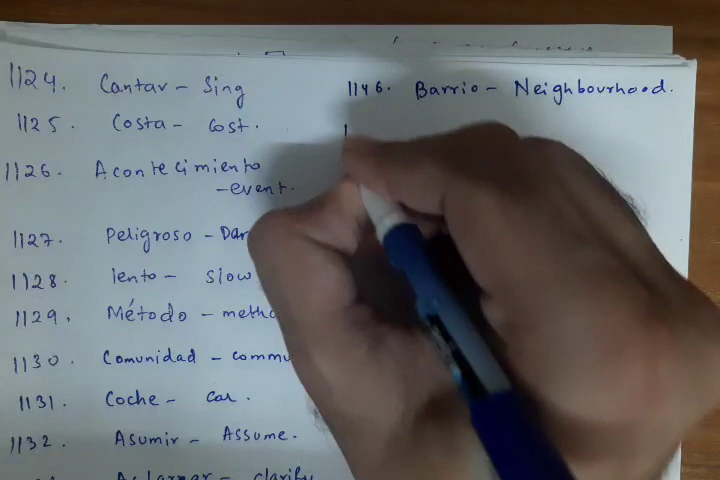 1124. Cantar - Sing
1125. Costa - Cost.
1126. Acontecimiento
- event.
1127. Peligroso -
1128. lento - slow
1129. Método -
1130. Comunidad -
1131. Coche - Car.
1132. Asumir - Assume.
- clarify
1146. Barrio - Neighbourhood.